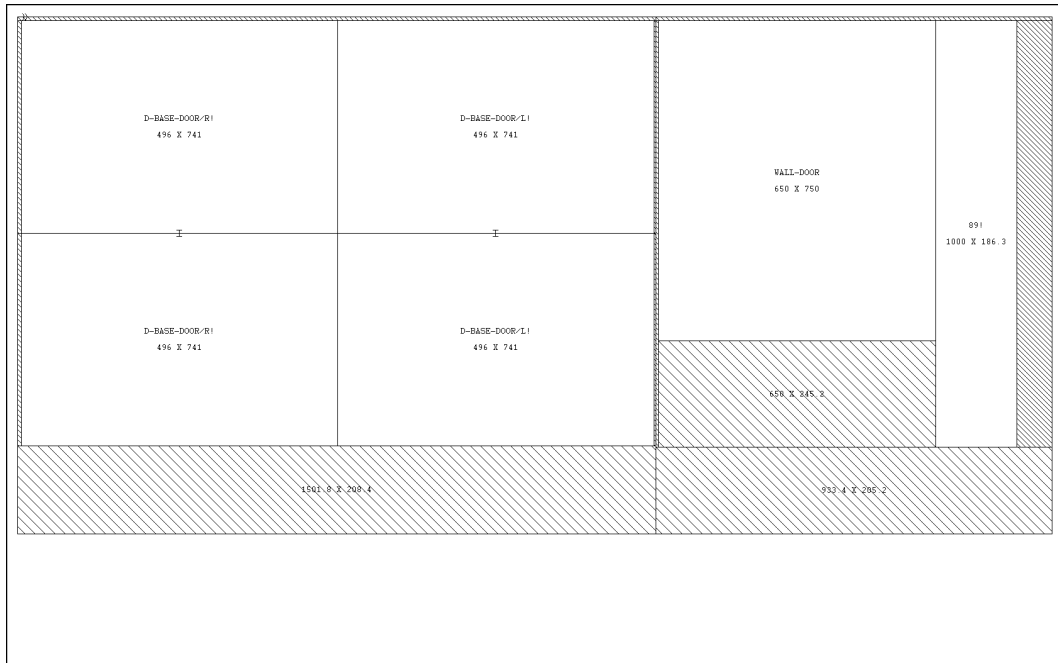 D-BASE-DOOR/R!
496 X 741
D-BASE-DOOR/L!
496 X 741
WALL-DOOR
650 X 750
89!
1000 X 186.3
D-BASE-DOOR/R!
496 X 741
D-BASE-DOOR/L!
496 X 741
650 X 245.2
1501.8 X 208.4
933.4 X 205.2